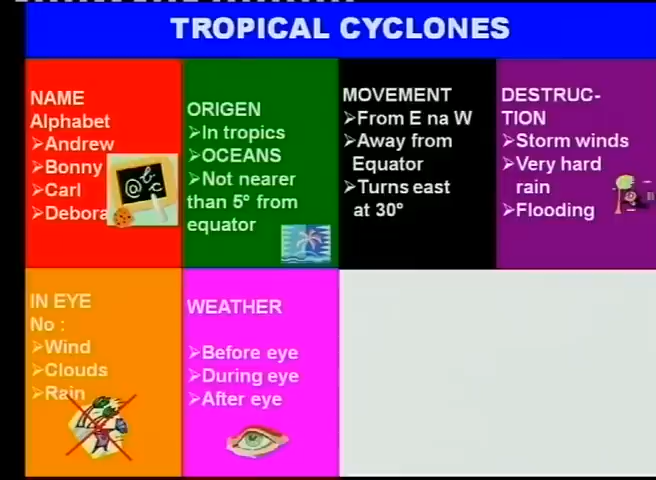 TROPICAL CYCLONES
NAME
Alphabet
➢Andrew
➢Bonny
➢Carl
➢Debora
ORIGEN
➢In tropics
➢OCEANS
➢Not nearer
than 5º from
equator
MOVEMENT
➢From E na W
➢Away from
Equator
➢Turns east
at 30º
DESTRUC-
TION
➢Storm winds
➢Very hard
rain
➢Flooding
IN EYE
No :
➢Wind
➢Clouds
➢Rain
WEATHER
➢Before eye
➢During eye
➢After eye